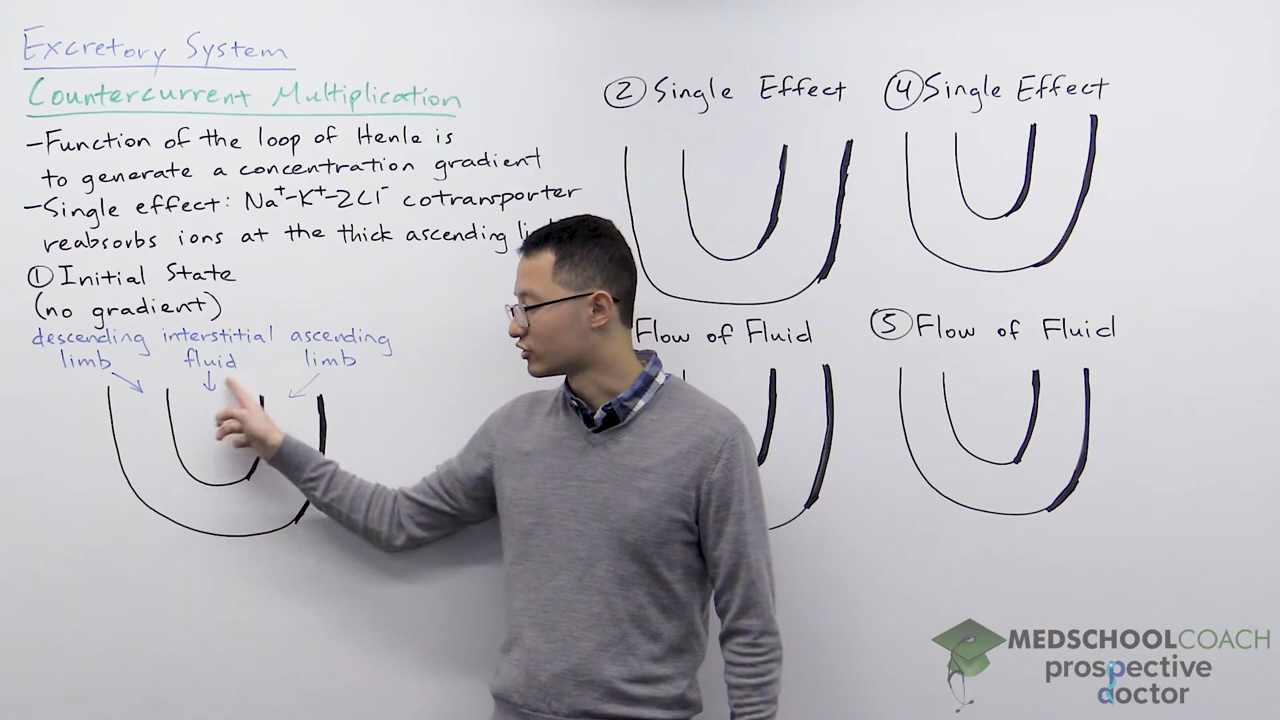 Excretory System
Countercurrent Multiplication
-Function of the loop of Henle is
to generate a concentration gradient
-Single effect: Na⁺-K⁺-2Cl⁻ cotransporter
reabsorbs ions at the thick ascending
① Initial State
(no gradient)
descending interstitial ascending
limb fluid limb
② Single Effect
Flow of Fluid
④ Single Effect
⑤ Flow of Fluid
MEDSCHOOLCOACH
prospective
doctor